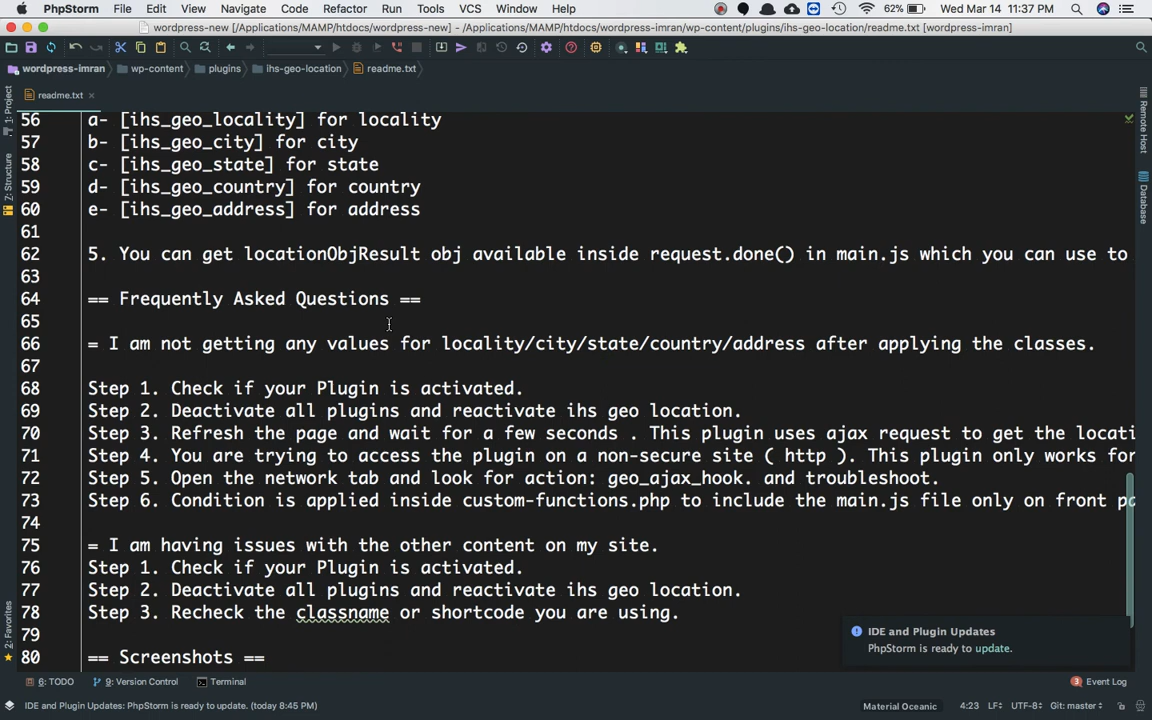 PhpStorm File Edit View Navigate Code Refactor Run Tools VCS Window Help 62% Wed Mar 14 11:37 PM
wordpress-new [/Applications/MAMP/htdocs/wordpress-new] - /Applications/MAMP/htdocs/wordpress-imran/wp-content/plugins/ihs-geo-location/readme.txt [wordpress-imran]
wordpress-imran wp-content plugins ihs-geo-location readme.txt
readme.txt
1: Project
Z: Structure
2: Favorites
56 a- [ihs_geo_locality] for locality
57 b- [ihs_geo_city] for city
58 c- [ihs_geo_state] for state
59 d- [ihs_geo_country] for country
60 e- [ihs_geo_address] for address
61
62 5. You can get locationObjResult obj available inside request.done() in main.js which you can use to
63
64 == Frequently Asked Questions ==
65
66 = I am not getting any values for locality/city/state/country/address after applying the classes.
67
68 Step 1. Check if your Plugin is activated.
69 Step 2. Deactivate all plugins and reactivate ihs geo location.
70 Step 3. Refresh the page and wait for a few seconds . This plugin uses ajax request to get the locati
71 Step 4. You are trying to access the plugin on a non-secure site ( http ). This plugin only works for
72 Step 5. Open the network tab and look for action: geo_ajax_hook. and troubleshoot.
73 Step 6. Condition is applied inside custom-functions.php to include the main.js file only on front pa
74
75 = I am having issues with the other content on my site.
76 Step 1. Check if your Plugin is activated.
77 Step 2. Deactivate all plugins and reactivate ihs geo location.
78 Step 3. Recheck the classname or shortcode you are using.
79
80 == Screenshots ==
Remote Host
Database
IDE and Plugin Updates
PhpStorm is ready to update.
6: TODO 9: Version Control Terminal 3 Event Log
IDE and Plugin Updates: PhpStorm is ready to update. (today 8:45 PM) Material Oceanic 4:23 LF÷ UTF-8÷ Git: master÷